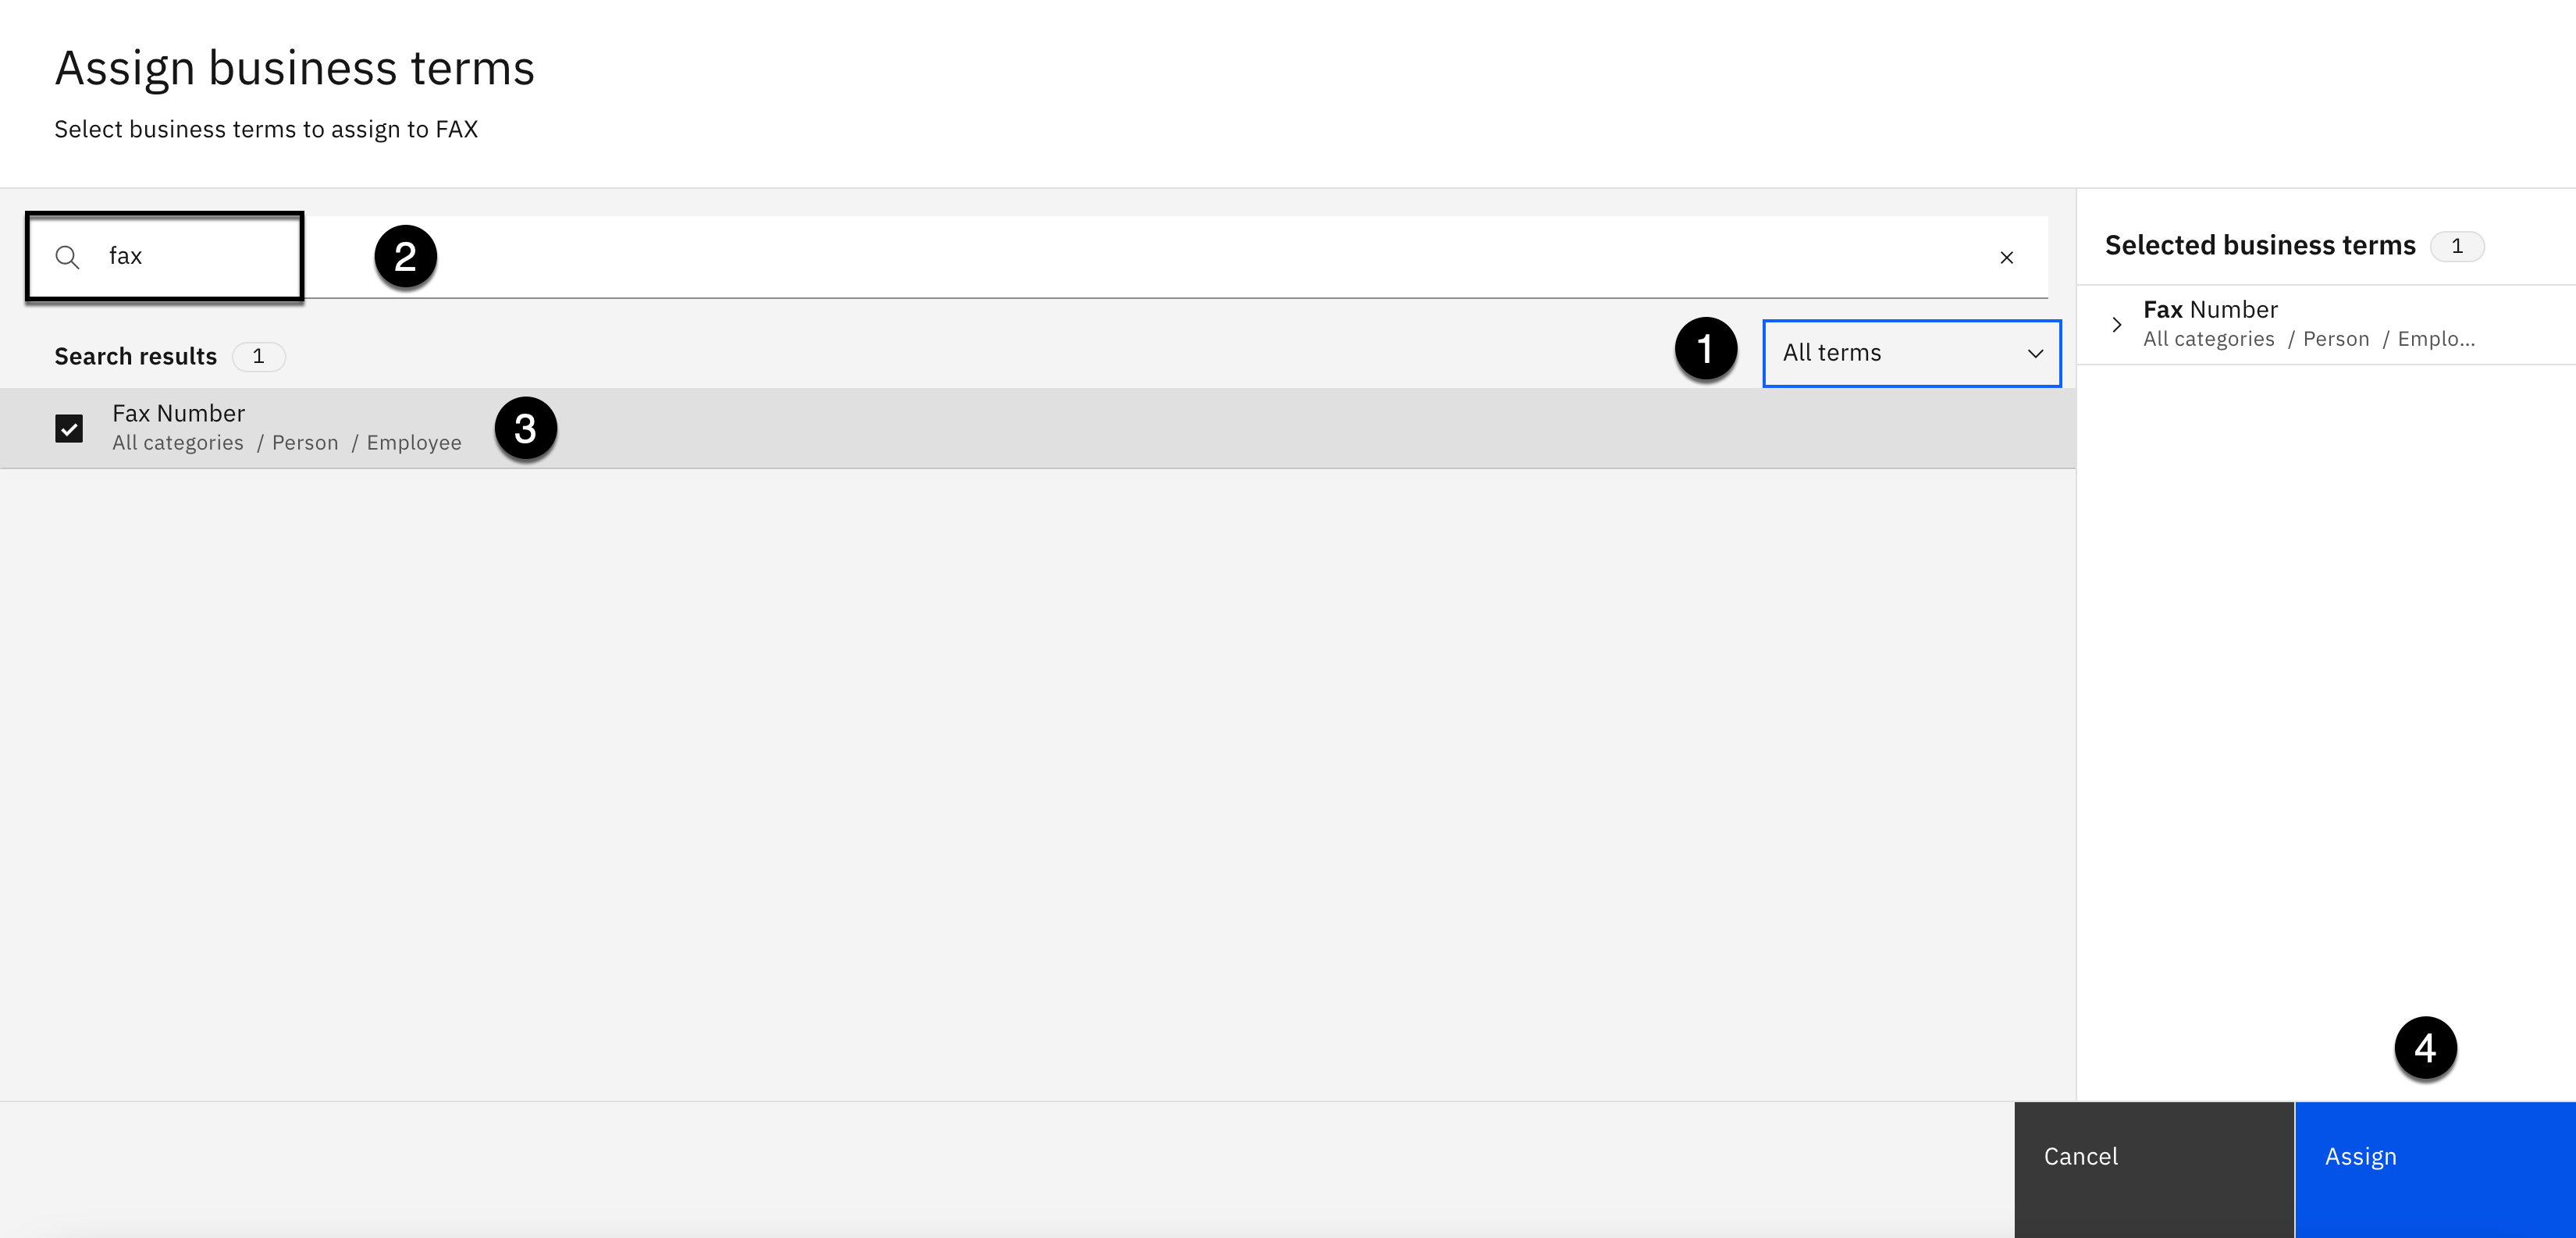 Assign business terms
Select business terms to assign to FAX
fax
2
Selected business terms 1
Search results 1
1
All terms
Fax Number
All categories / Person / Employee
3
Fax Number
All categories / Person / Emplo...
4
Cancel
Assign